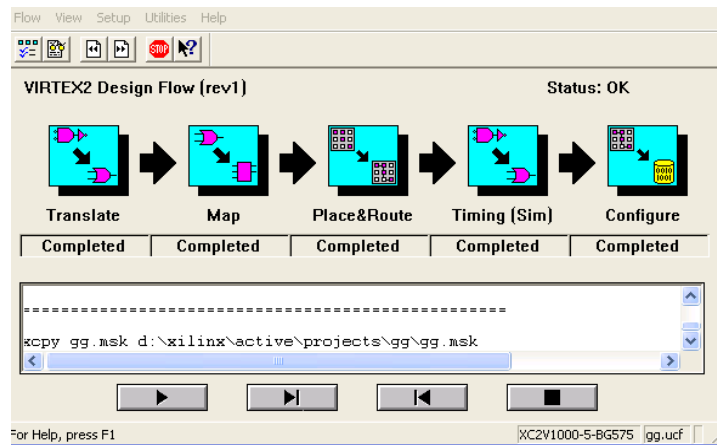 Flow View Setup Utilities Help
STOP
VIRTEX2 Design Flow (rev1) Status: OK
Translate Map Place&Route Timing (Sim) Configure
Completed Completed Completed Completed Completed
==================================================
xcpy gg.msk d:\xilinx\active\projects\gg\gg.msk
For Help, press F1 XC2V1000-5-BG575 gg.ucf